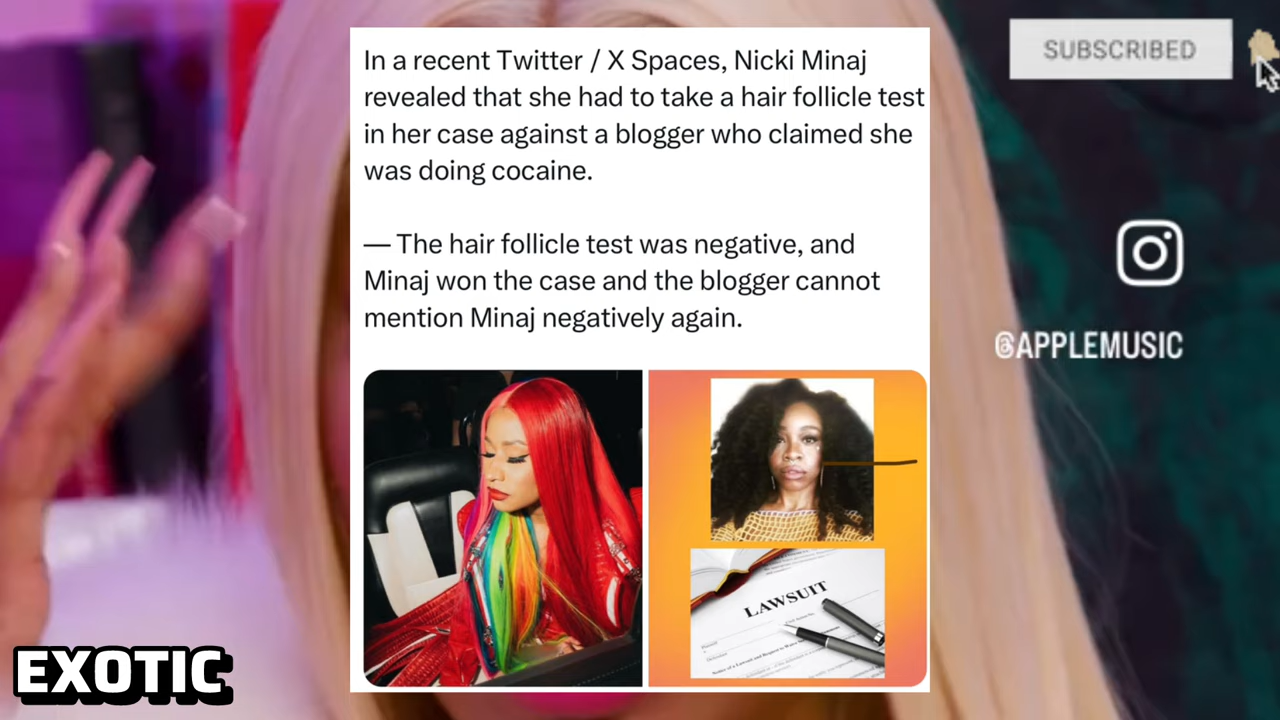 In a recent Twitter / X Spaces, Nicki Minaj
revealed that she had to take a hair follicle test
in her case against a blogger who claimed she
was doing cocaine.
— The hair follicle test was negative, and
Minaj won the case and the blogger cannot
mention Minaj negatively again.
SUBSCRIBED
@APPLEMUSIC
LAWSUIT
EXOTIC